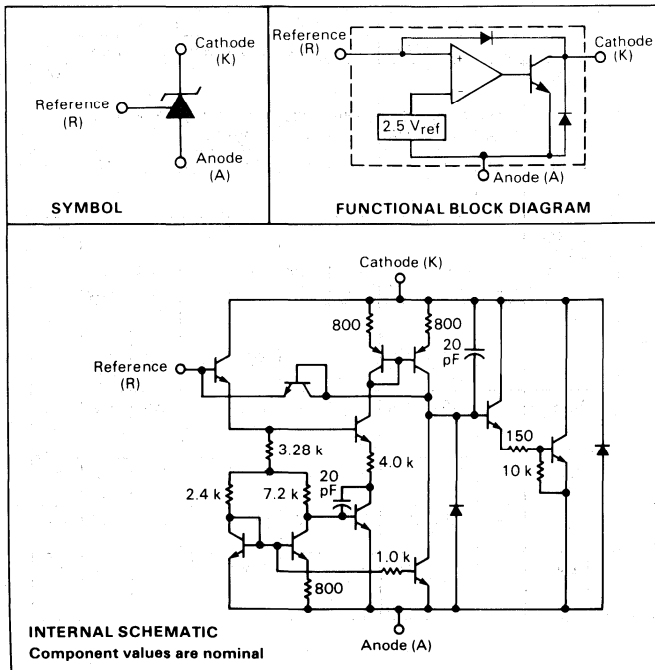 Cathode
(K)
Reference
(R)
Anode
(A)
SYMBOL
Reference
(R)
Cathode
(K)
+
−
2.5 Vref
Anode (A)
FUNCTIONAL BLOCK DIAGRAM
Cathode (K)
800
800
20
pF
Reference
(R)
3.28 k
4.0 k
150
10 k
2.4 k
7.2 k
20
pF
1.0 k
800
Anode (A)
INTERNAL SCHEMATIC
Component values are nominal